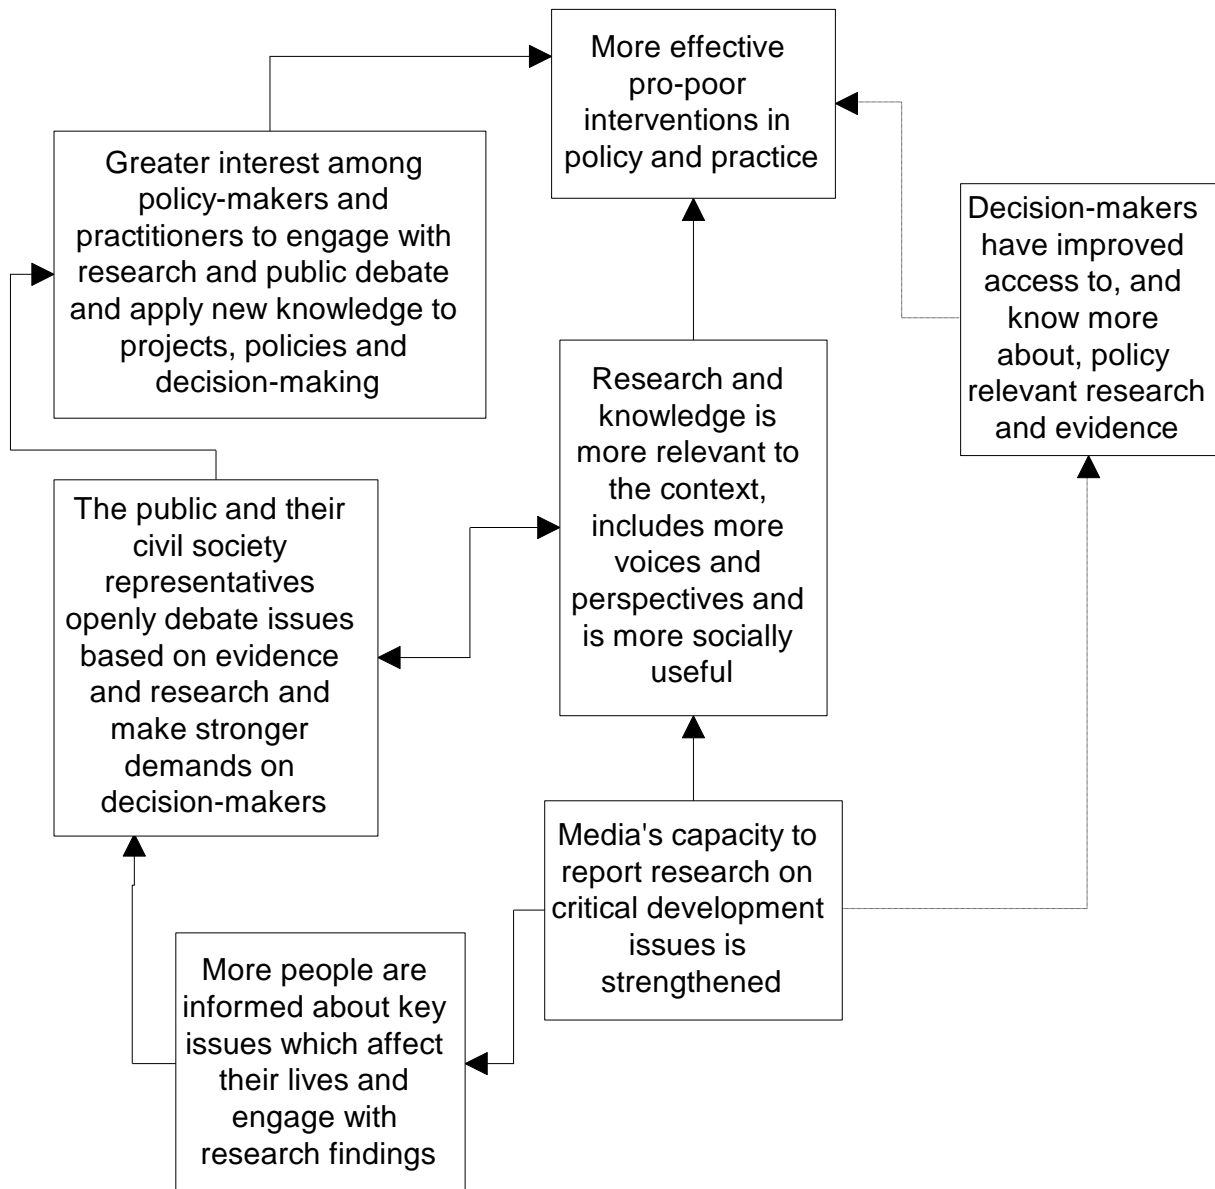 More effective
pro-poor
interventions in
policy and practice
Greater interest among
policy-makers and
practitioners to engage with
research and public debate
and apply new knowledge to
projects, policies and
decision-making
Decision-makers
have improved
access to, and
know more
about, policy
relevant research
and evidence
Research and
knowledge is
more relevant to
the context,
includes more
voices and
perspectives and
is more socially
useful
The public and their
civil society
representatives
openly debate issues
based on evidence
and research and
make stronger
demands on
decision-makers
Media's capacity to
report research on
critical development
issues is
strengthened
More people are
informed about key
issues which affect
their lives and
engage with
research findings